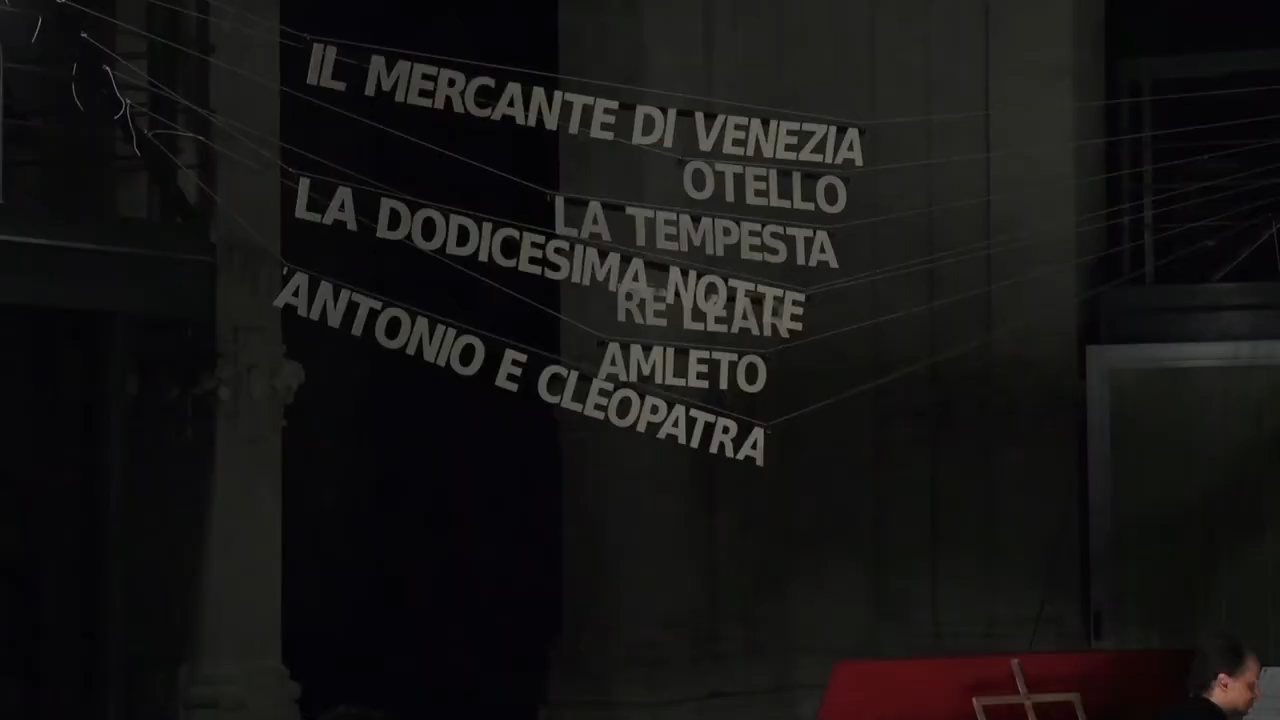 IL MERCANTE DI VENEZIA
OTELLO
LA TEMPESTA
LA DODICESIMA NOTTE
RE LEAR
AMLETO
ANTONIO E CLEOPATRA